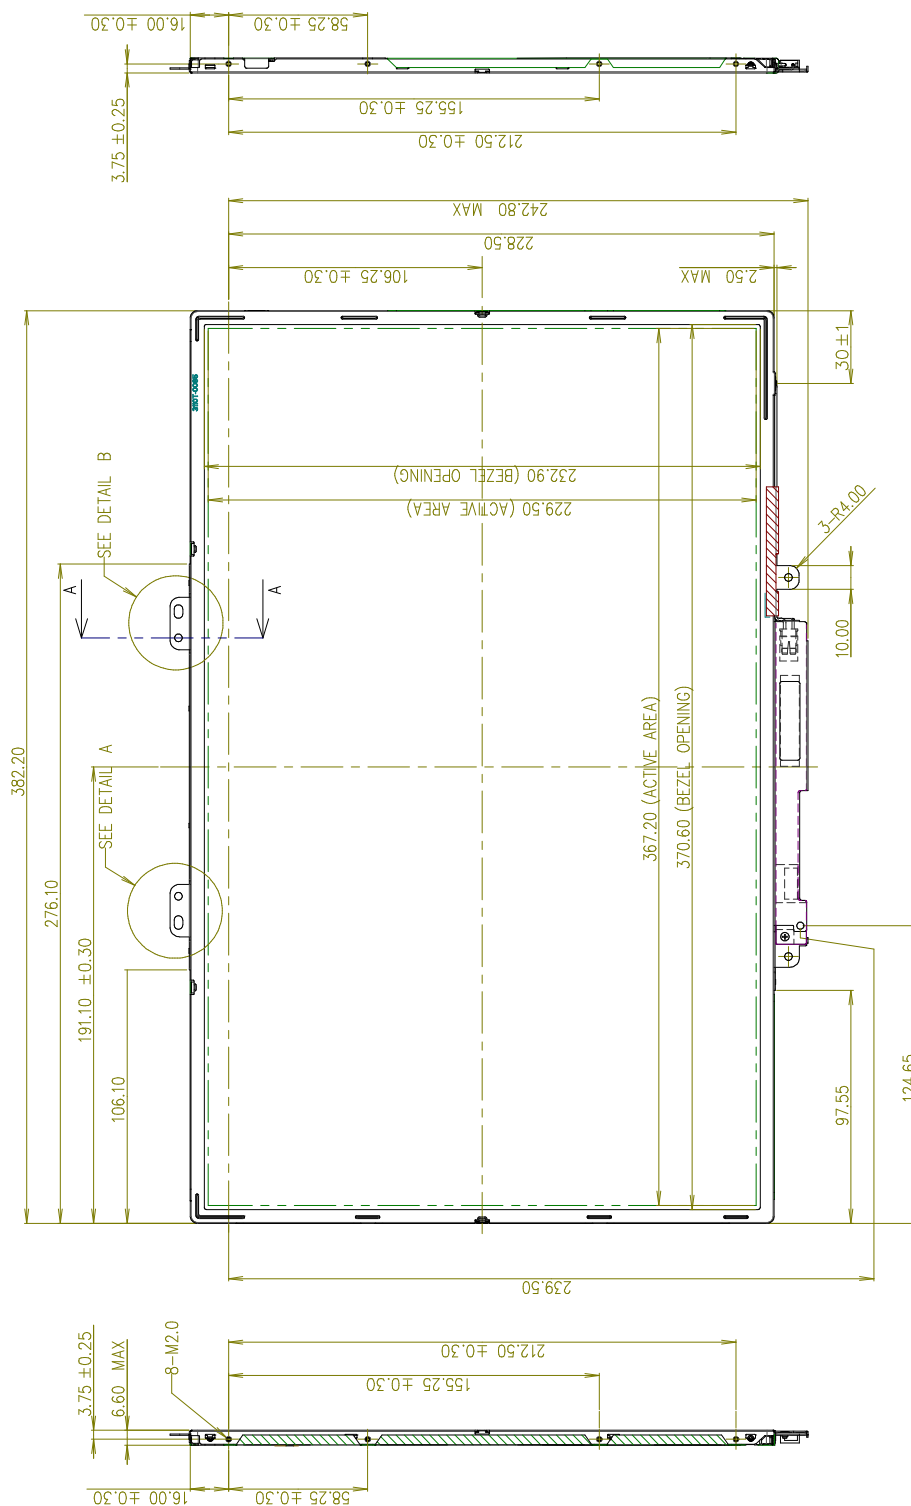 16.00 ±0.30
58.25 ±0.30
3.75 ±0.25
155.25 ±0.30
212.50 ±0.30
242.80 MAX
228.50
106.25 ±0.30
2.50 MAX
30 ±1
SEE DETAIL B
232.90 (BEZEL OPENING)
229.50 (ACTIVE AREA)
A
A
3-R4.00
10.00
382.20
276.10
SEE DETAIL A
191.10 ±0.30
106.10
367.20 (ACTIVE AREA)
370.60 (BEZEL OPENING)
97.55
124.65
239.50
3.75 ±0.25
6.60 MAX
8-M2.0
212.50 ±0.30
155.25 ±0.30
16.00 ±0.30
58.25 ±0.30